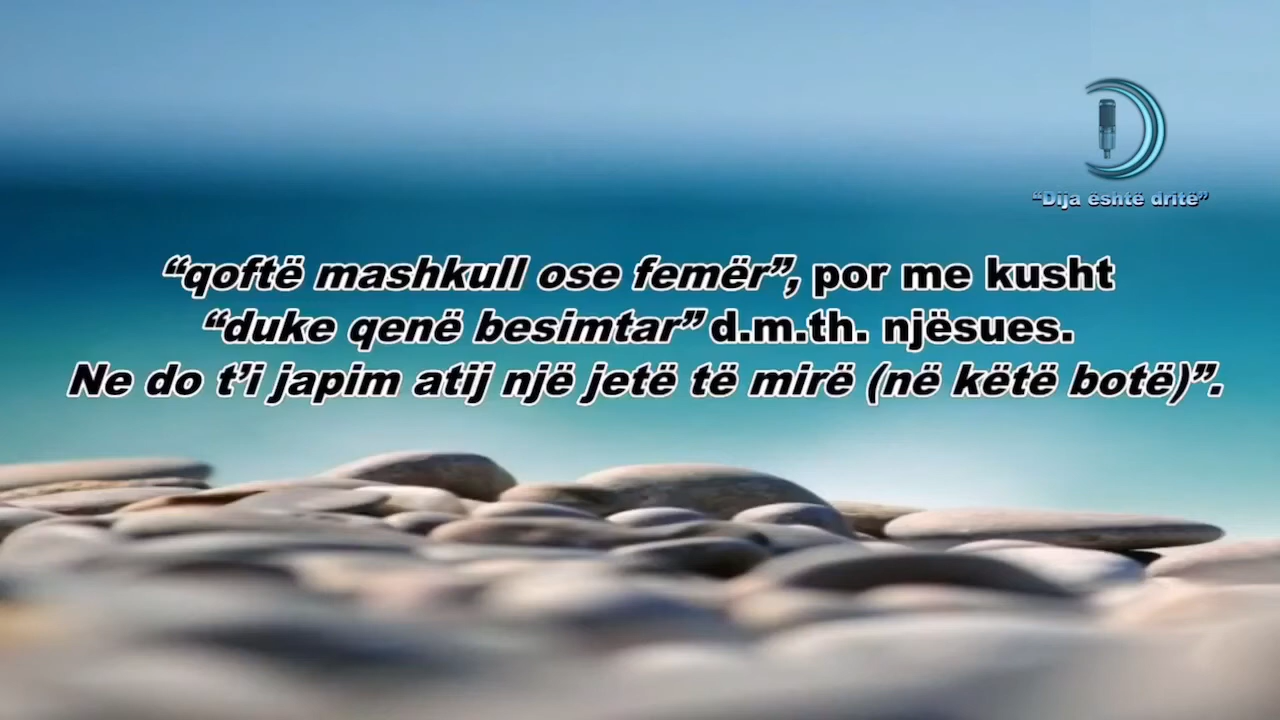 “Dija është dritë”
“qoftë mashkull ose femër”, por me kusht
“duke qenë besimtar” d.m.th. njësues.
Ne do t’i japim atij një jetë të mirë (në këtë botë)”.